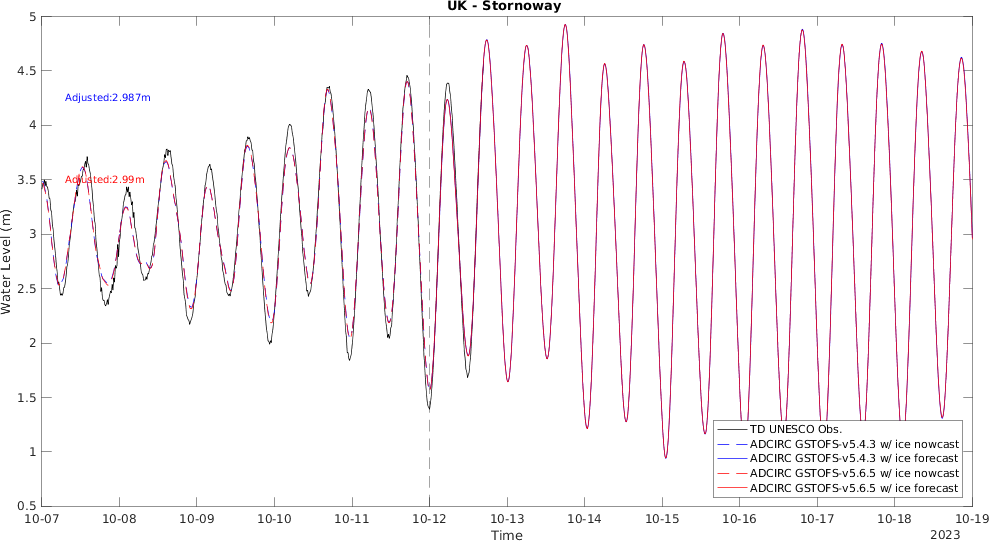 UK - Stornoway
5
4.5
4
3.5
3
2.5
2
1.5
1
0.5
Water Level (m)
Adjusted:2.987m
Adjusted:2.99m
TD UNESCO Obs.
ADCIRC GSTOFS-v5.4.3 w/ ice nowcast
ADCIRC GSTOFS-v5.4.3 w/ ice forecast
ADCIRC GSTOFS-v5.6.5 w/ ice nowcast
ADCIRC GSTOFS-v5.6.5 w/ ice forecast
10-07 10-08 10-09 10-10 10-11 10-12 10-13 10-14 10-15 10-16 10-17 10-18 10-19
Time
2023